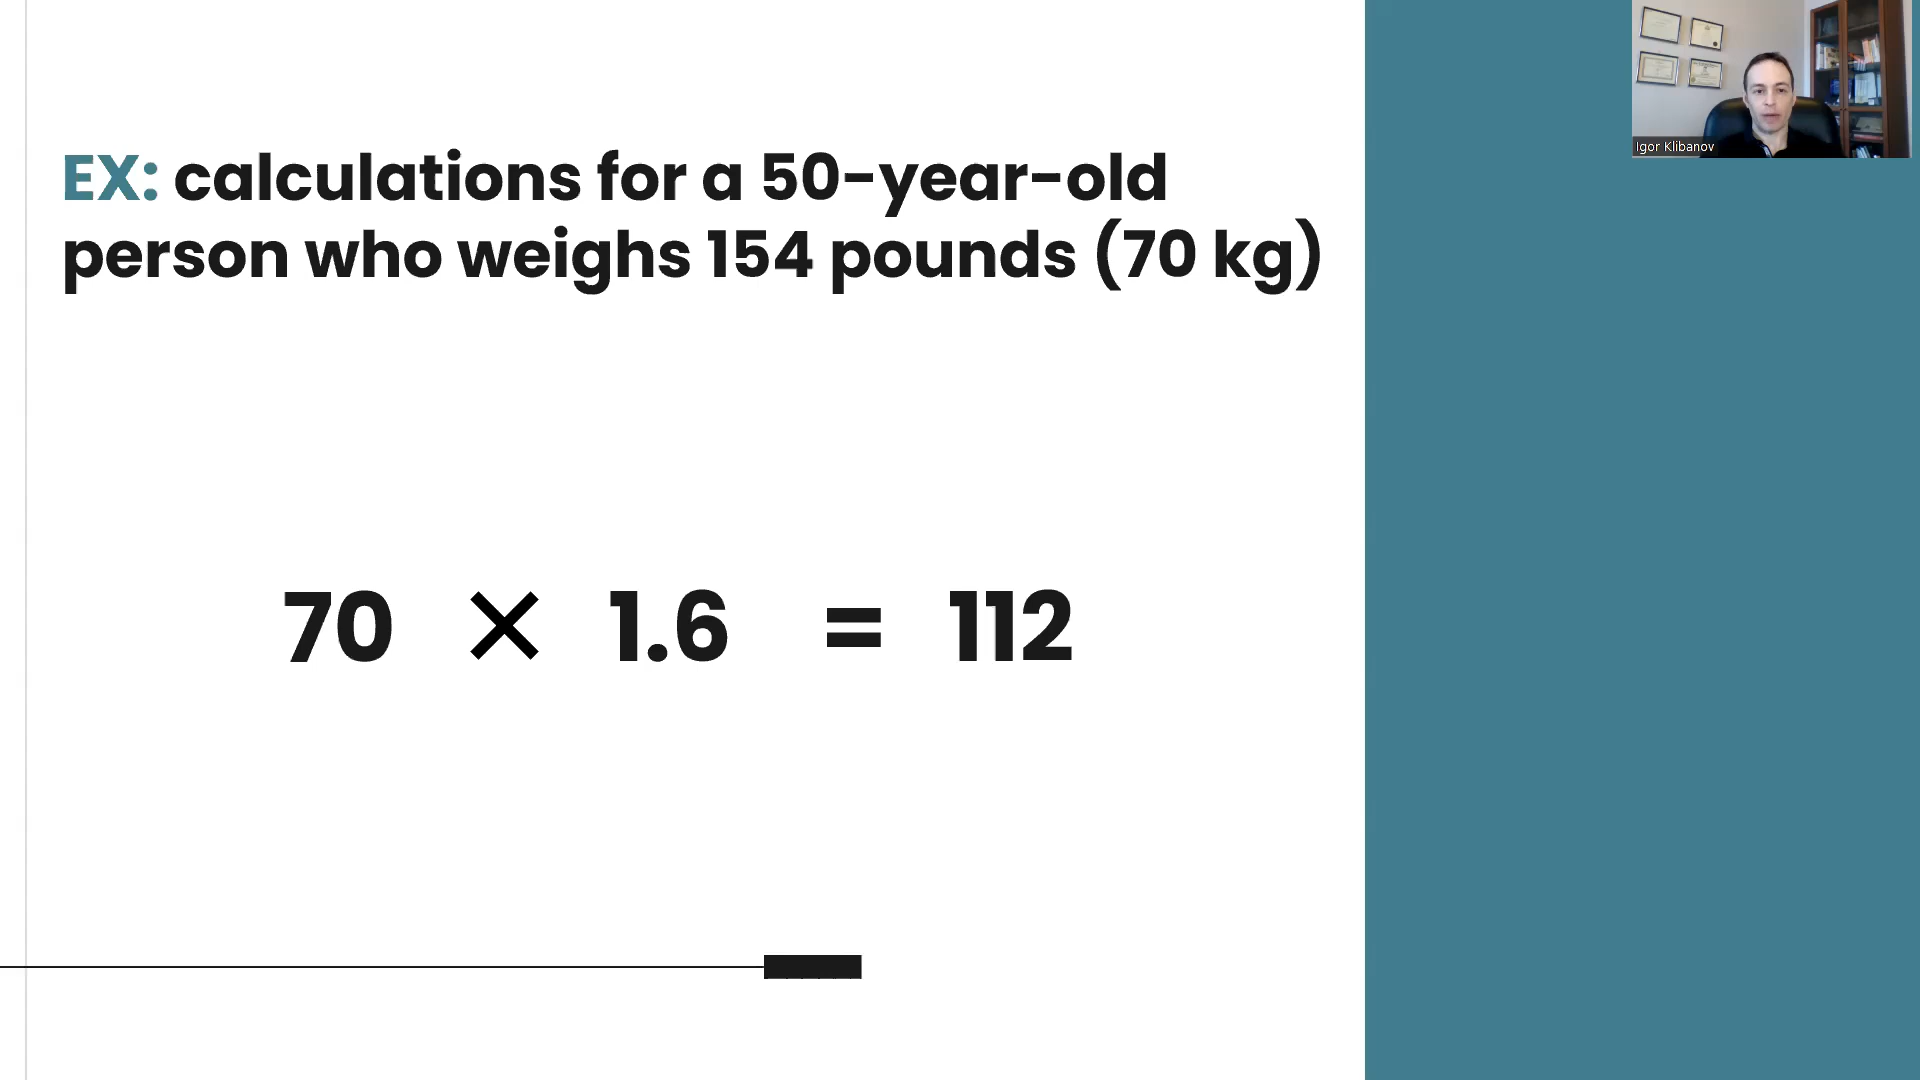 EX: calculations for a 50-year-old
person who weighs 154 pounds (70 kg)
70 × 1.6 = 112
Igor Klibanov